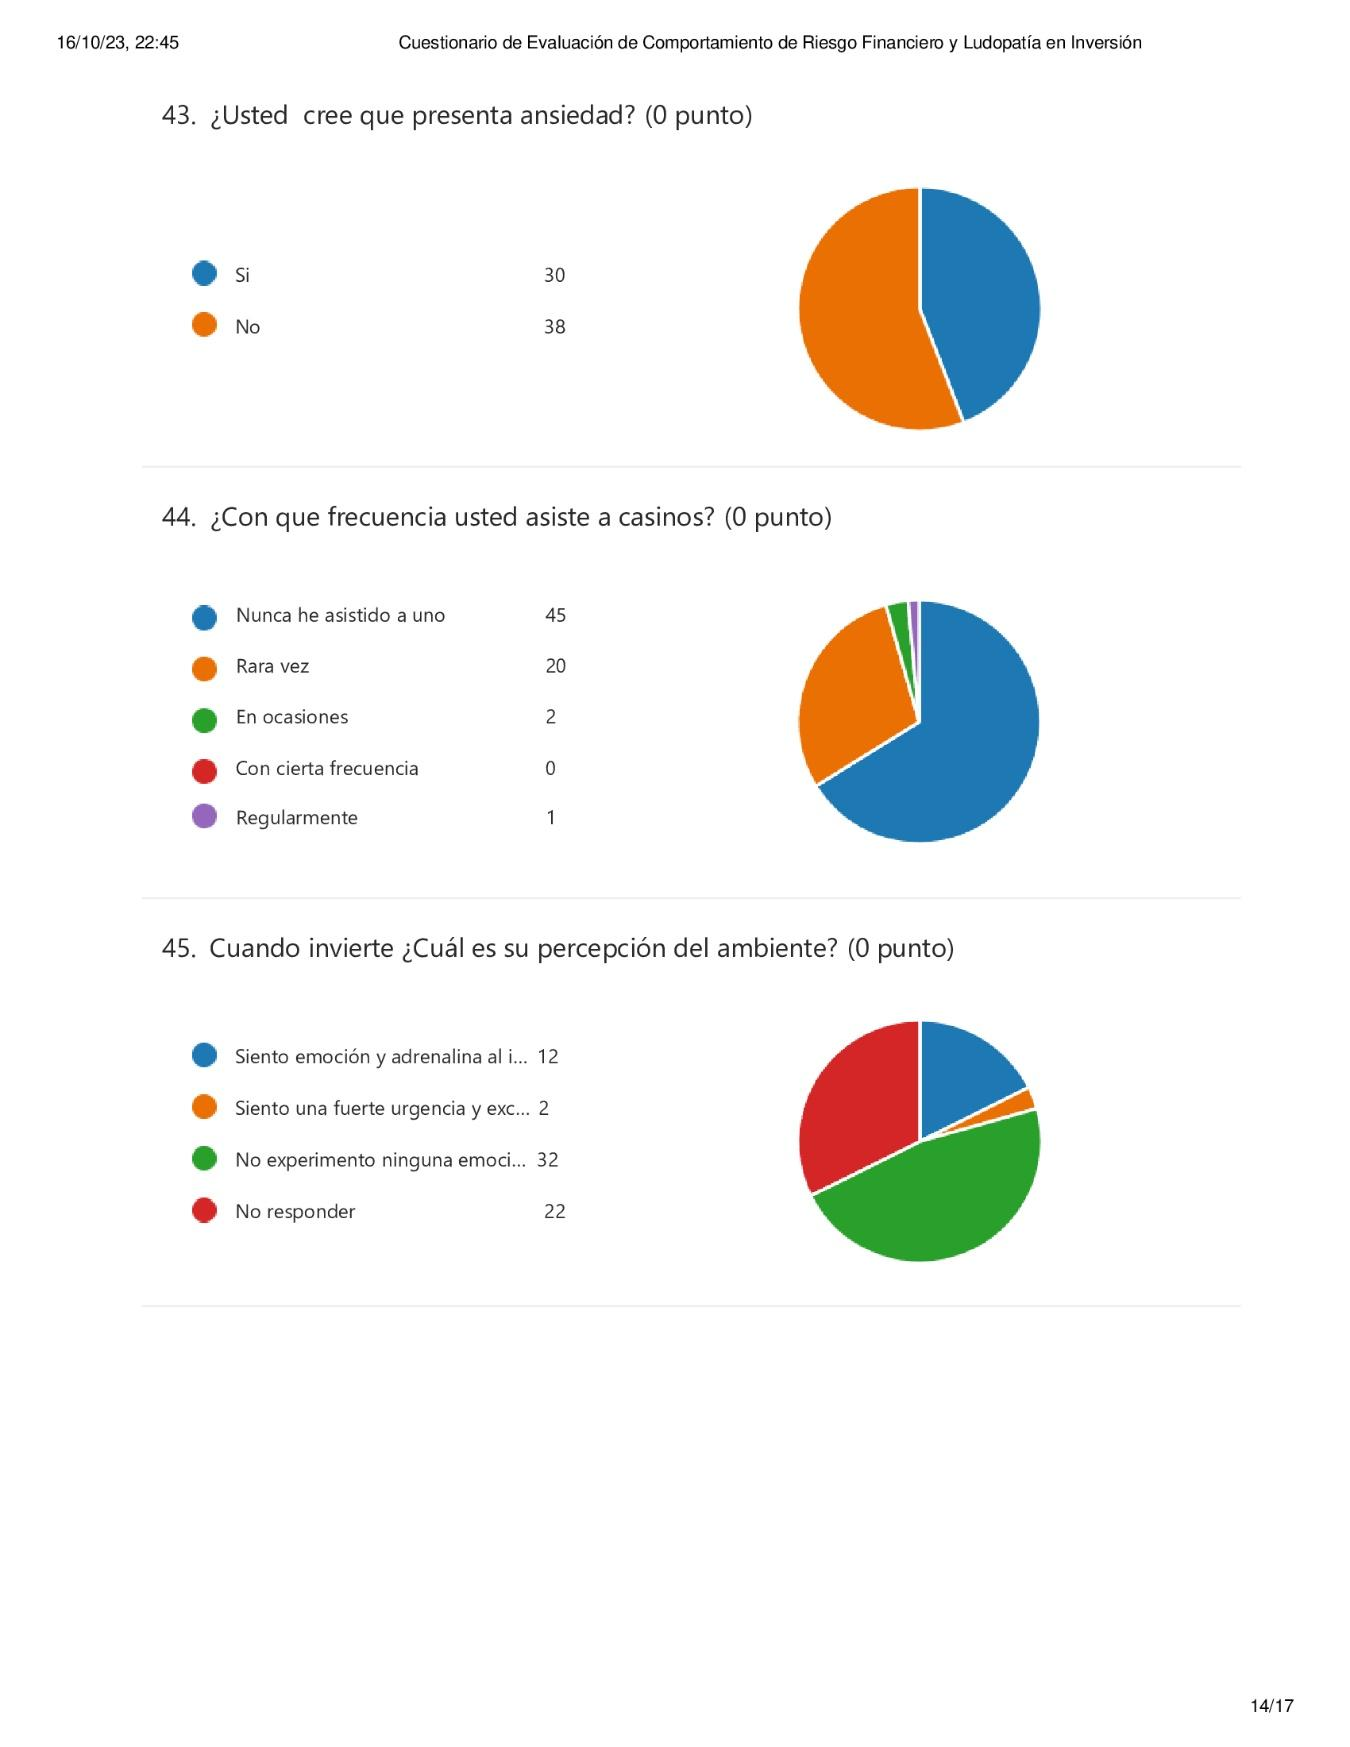 16/10/23, 22:45 Cuestionario de Evaluación de Comportamiento de Riesgo Financiero y Ludopatía en Inversión
43. ¿Usted cree que presenta ansiedad? (0 punto)
Si 30
No 38
44. ¿Con que frecuencia usted asiste a casinos? (0 punto)
Nunca he asistido a uno 45
Rara vez 20
En ocasiones 2
Con cierta frecuencia 0
Regularmente 1
45. Cuando invierte ¿Cuál es su percepción del ambiente? (0 punto)
Siento emoción y adrenalina al i... 12
Siento una fuerte urgencia y exc... 2
No experimento ninguna emoci... 32
No responder 22
14/17